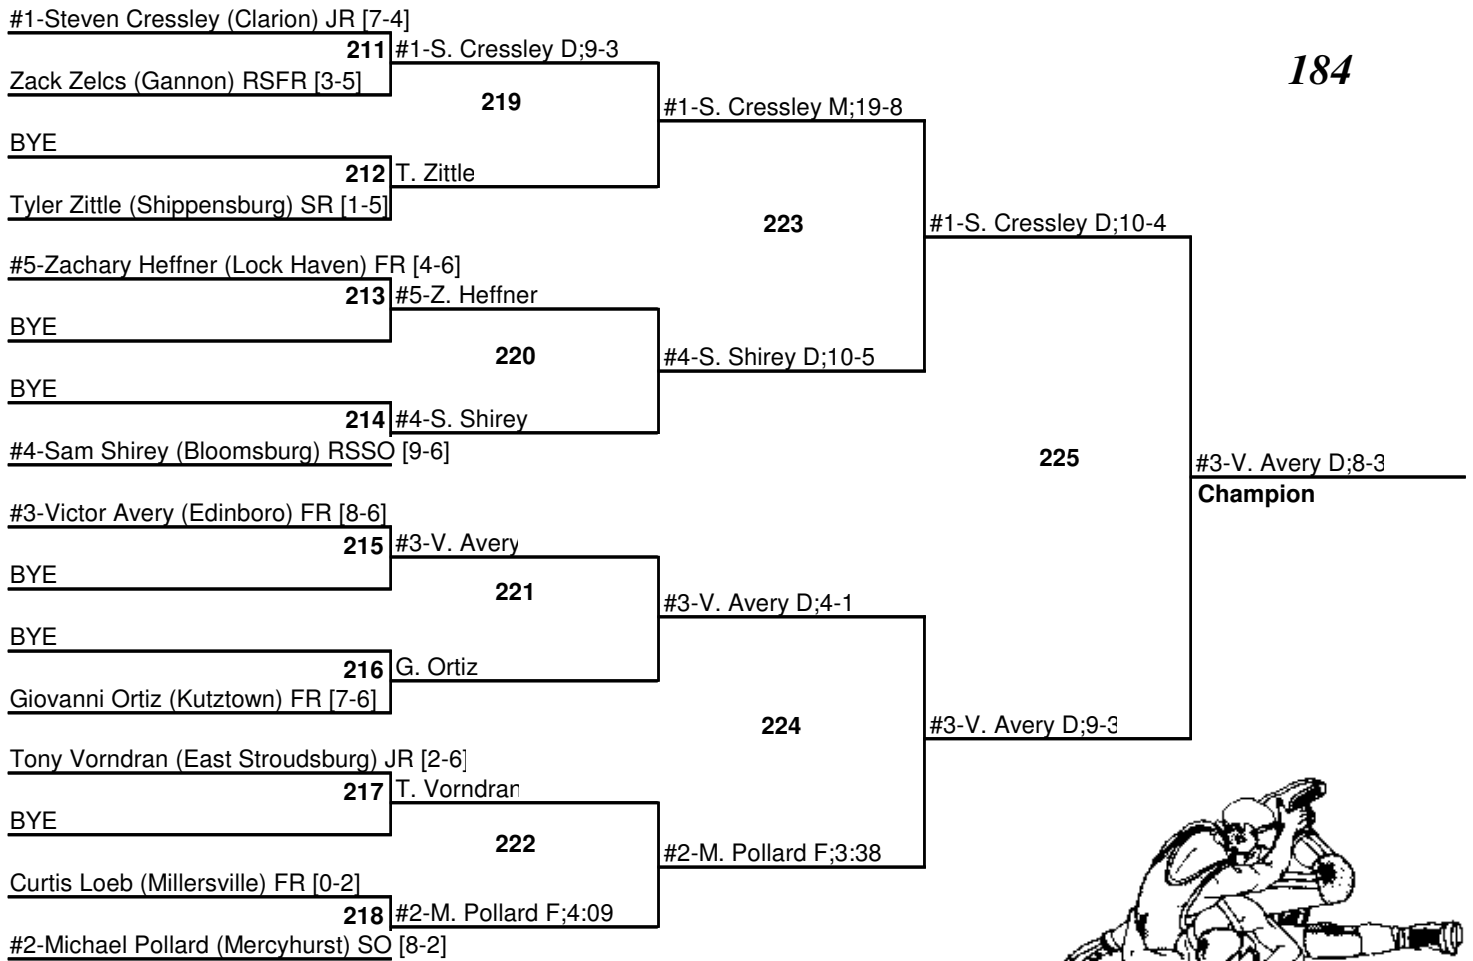 #1-Steven Cressley (Clarion) JR [7-4]
211 #1-S. Cressley D;9-3
184
Zack Zelcs (Gannon) RSFR [3-5]
219
#1-S. Cressley M;19-8
BYE
212 T. Zittle
Tyler Zittle (Shippensburg) SR [1-5]
223
#1-S. Cressley D;10-4
#5-Zachary Heffner (Lock Haven) FR [4-6]
213 #5-Z. Heffner
BYE
220
#4-S. Shirey D;10-5
BYE
214 #4-S. Shirey
#4-Sam Shirey (Bloomsburg) RSSO [9-6]
225
#3-V. Avery D;8-3
Champion
#3-Victor Avery (Edinboro) FR [8-6]
215 #3-V. Avery
BYE
221
#3-V. Avery D;4-1
BYE
216 G. Ortiz
Giovanni Ortiz (Kutztown) FR [7-6]
224
#3-V. Avery D;9-3
Tony Vorndran (East Stroudsburg) JR [2-6]
217 T. Vorndran
BYE
222
#2-M. Pollard F;3:38
Curtis Loeb (Millersville) FR [0-2]
218 #2-M. Pollard F;4:09
#2-Michael Pollard (Mercyhurst) SO [8-2]